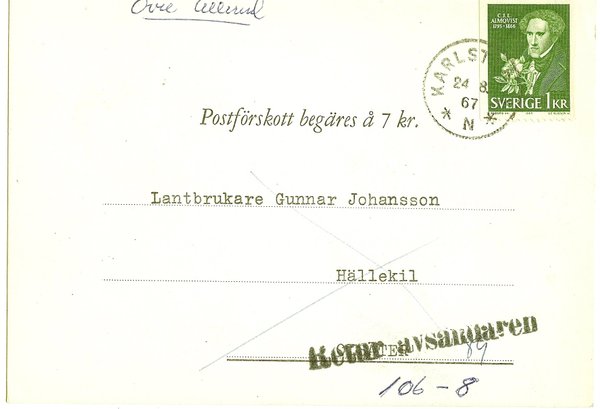 Övre Ullerud
C J L
ALMQVIST
1793-1866
SVERIGE 1 KR
KARLST
24 8
67
* N *
Postförskott begäres å 7 kr.
Lantbrukare Gunnar Johansson
Hällekil
Retur avsändaren
106-8